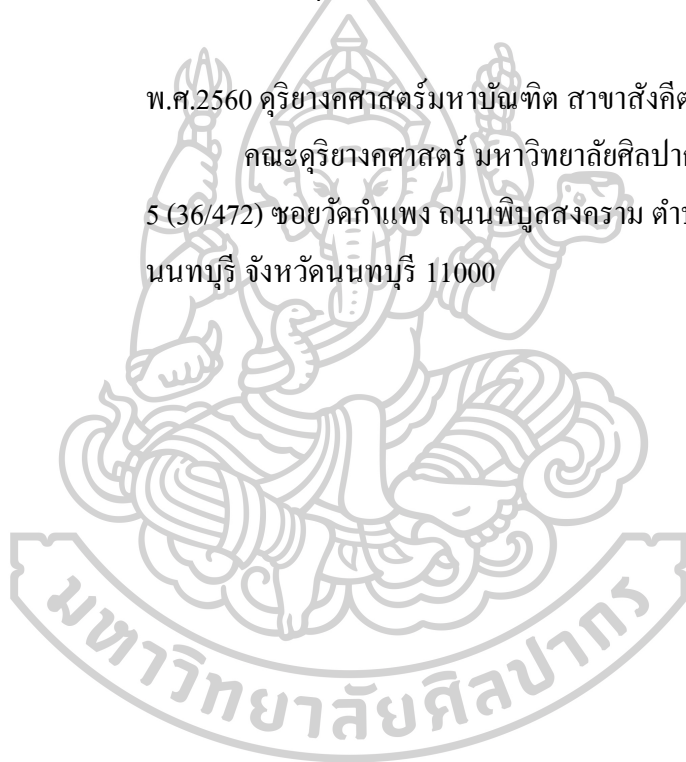 พ.ศ.2560 ดุริยางคศาสตร์มหาบัณฑิต สาขาสังคีต
คณะดุริยางคศาสตร์ มหาวิทยาลัยศิลปาก
5 (36/472) ซอยวัดกำแพง ถนนพิบูลสงคราม ตำบ
นนทบุรี จังหวัดนนทบุรี 11000
มหาวิทยาลัยศิลปากร